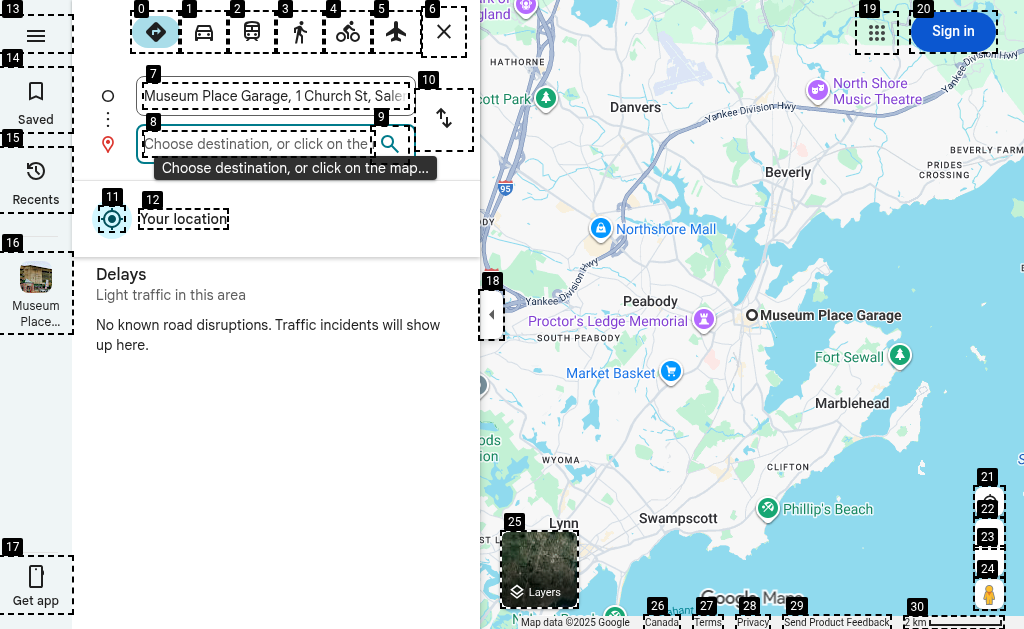 13
0
1
2
3
4
5
6
19
20
Sign in
14
Saved
7
Museum Place Garage, 1 Church St, Salem
10
8
9
Choose destination, or click on the
Choose destination, or click on the map...
15
Recents
11
12
Your location
16
Museum
Place...
Delays
Light traffic in this area
No known road disruptions. Traffic incidents will show
up here.
17
Get app
18
HATHORNE
Danvers
North Shore
Music Theatre
Yankee Division Hwy
Yankee Division Hwy
BEVERLY FARM
PRIDES
CROSSING
Beverly
95
Northshore Mall
Yankee Division Hwy
Peabody
Proctor's Ledge Memorial
Museum Place Garage
SOUTH PEABODY
Fort Sewall
Market Basket
Marblehead
WYOMA
CLIFTON
Phillip's Beach
Swampscott
Lynn
21
22
23
24
25
Layers
Google Maps
26
27
28
29
30
Map data ©2025 Google
Canada
Terms
Privacy
Send Product Feedback
2 km